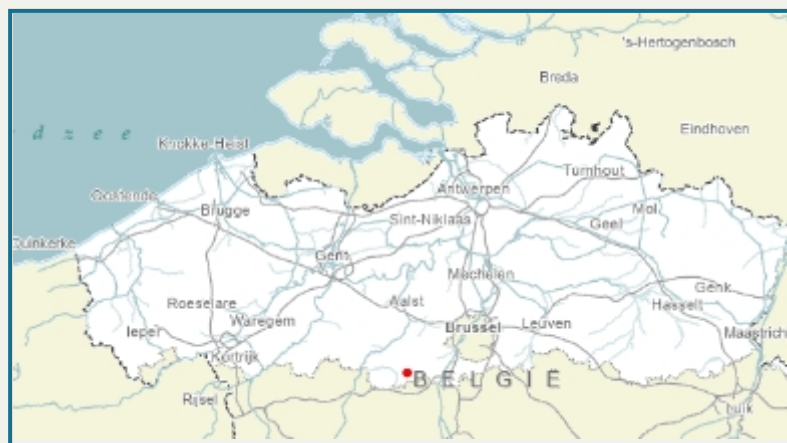 's-Hertogenbosch
Breda
Eindhoven
d z e e
Knokke-Heist
Turnhout
Antwerpen
Oostende
Mol
Brugge
Sint-Niklaas
Geel
Duinkerke
Gent
Mechelen
Genk
Roeselare
Aalst
Hasselt
Waregem
Ieper
Brussel
Leuven
Maastrich
Kortrijk
BELGIË
Rijsel
Luik